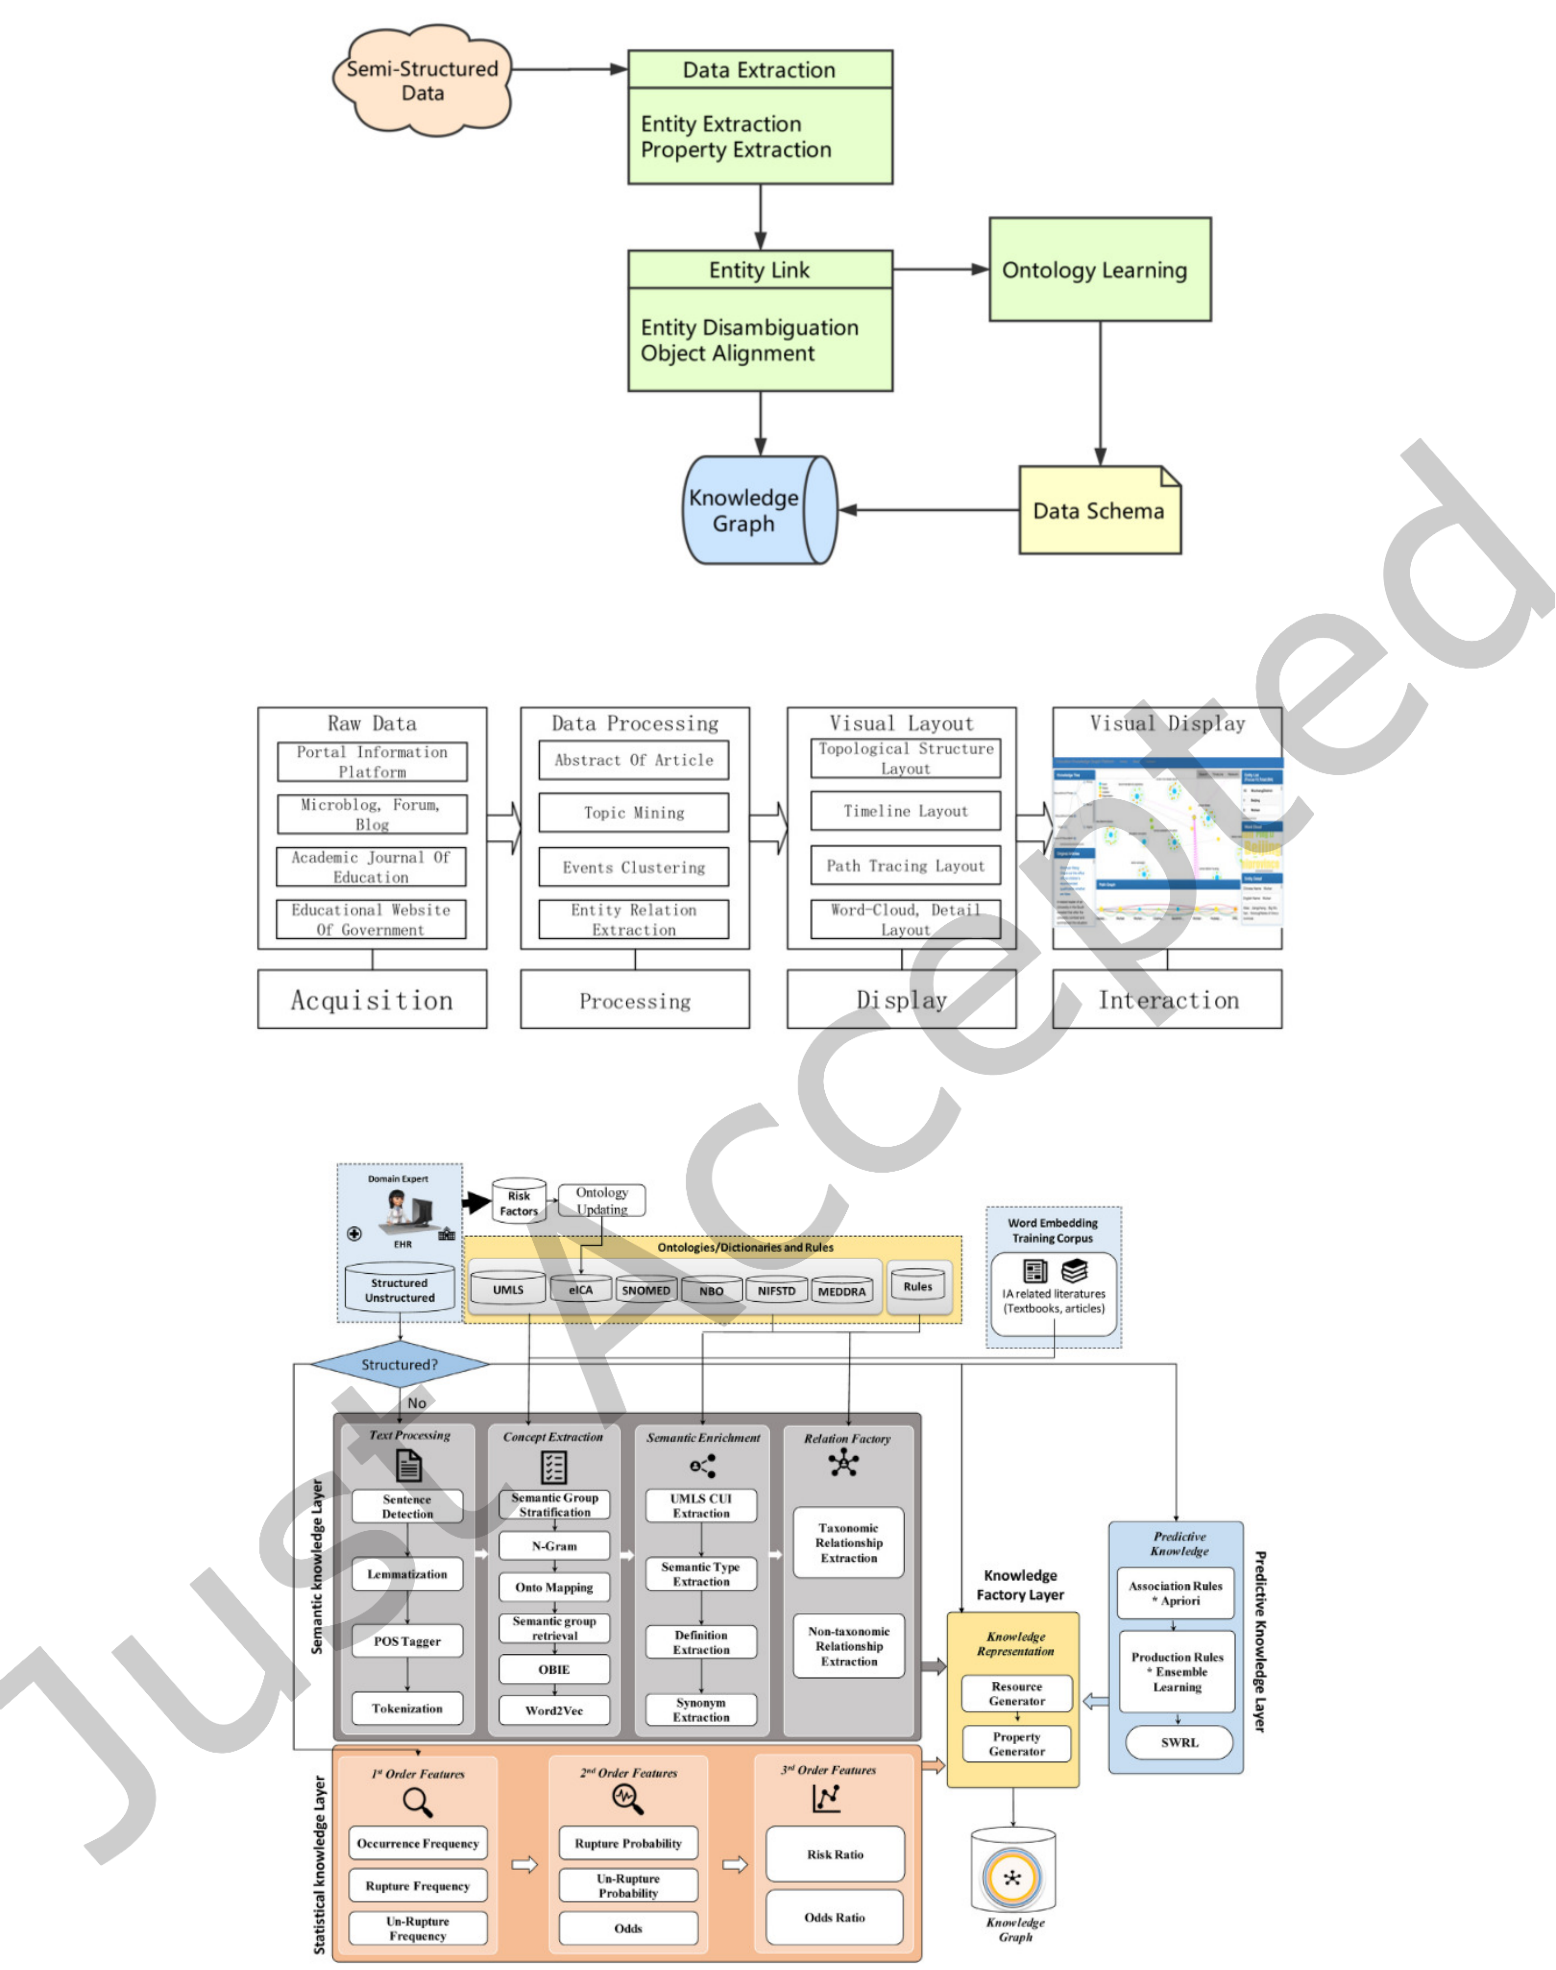 Semi-Structured
Data
Data Extraction
Entity Extraction
Property Extraction
Entity Link
Entity Disambiguation
Object Alignment
Ontology Learning
Knowledge
Graph
Data Schema
Raw Data
Portal Information
Platform
Microblog, Forum,
Blog
Academic Journal Of
Education
Educational Website
Of Government
Acquisition
Data Processing
Abstract Of Article
Topic Mining
Events Clustering
Entity Relation
Extraction
Processing
Visual Layout
Topological Structure
Layout
Timeline Layout
Path Tracing Layout
Word-Cloud, Detail
Layout
Display
Visual Display
Interaction
Domain Expert
EHR
Structured
Unstructured
Risk
Factors
Ontology
Updating
Ontologies/Dictionaries and Rules
UMLS
eICA
SNOMED
NBO
NIFSTD
MEDDRA
Rules
Word Embedding
Training Corpus
IA related literatures
(Textbooks, articles)
Structured?
No
Semantic knowledge Layer
Text Processing
Sentence
Detection
Lemmatization
POS Tagger
Tokenization
Concept Extraction
Semantic Group
Stratification
N-Gram
Onto Mapping
Semantic group
retrieval
OBIE
Word2Vec
Semantic Enrichment
UMLS CUI
Extraction
Semantic Type
Extraction
Definition
Extraction
Synonym
Extraction
Relation Factory
Taxonomic
Relationship
Extraction
Non-taxonomic
Relationship
Extraction
Knowledge
Factory Layer
Knowledge
Representation
Resource
Generator
Property
Generator
Predictive
Knowledge
Association Rules
* Apriori
Production Rules
* Ensemble
Learning
SWRL
Predictive Knowledge Layer
Statistical knowledge Layer
1st Order Features
Occurrence Frequency
Rupture Frequency
Un-Rupture
Frequency
2nd Order Features
Rupture Probability
Un-Rupture
Probability
Odds
3rd Order Features
Risk Ratio
Odds Ratio
Knowledge
Graph
Just Accepted